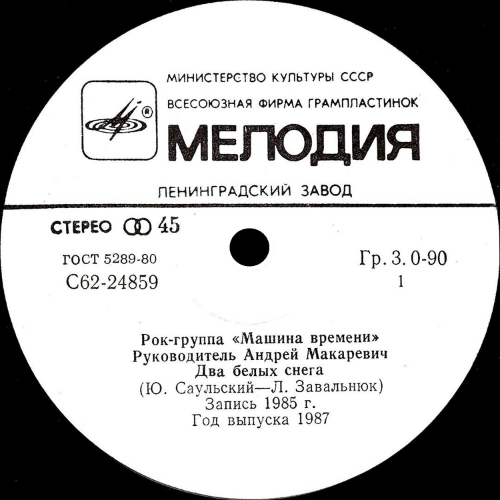 МИНИСТЕРСТВО КУЛЬТУРЫ СССР
ВСЕСОЮЗНАЯ ФИРМА ГРАМПЛАСТИНОК
®
МЕЛОДИЯ
ЛЕНИНГРАДСКИЙ ЗАВОД
СТЕРЕО 45
ГОСТ 5289-80 Гр. 3. 0-90
С62-24859 1
Рок-группа «Машина времени»
Руководитель Андрей Макаревич
Два белых снега
(Ю. Саульский—Л. Завальнюк)
Запись 1985 г.
Год выпуска 1987